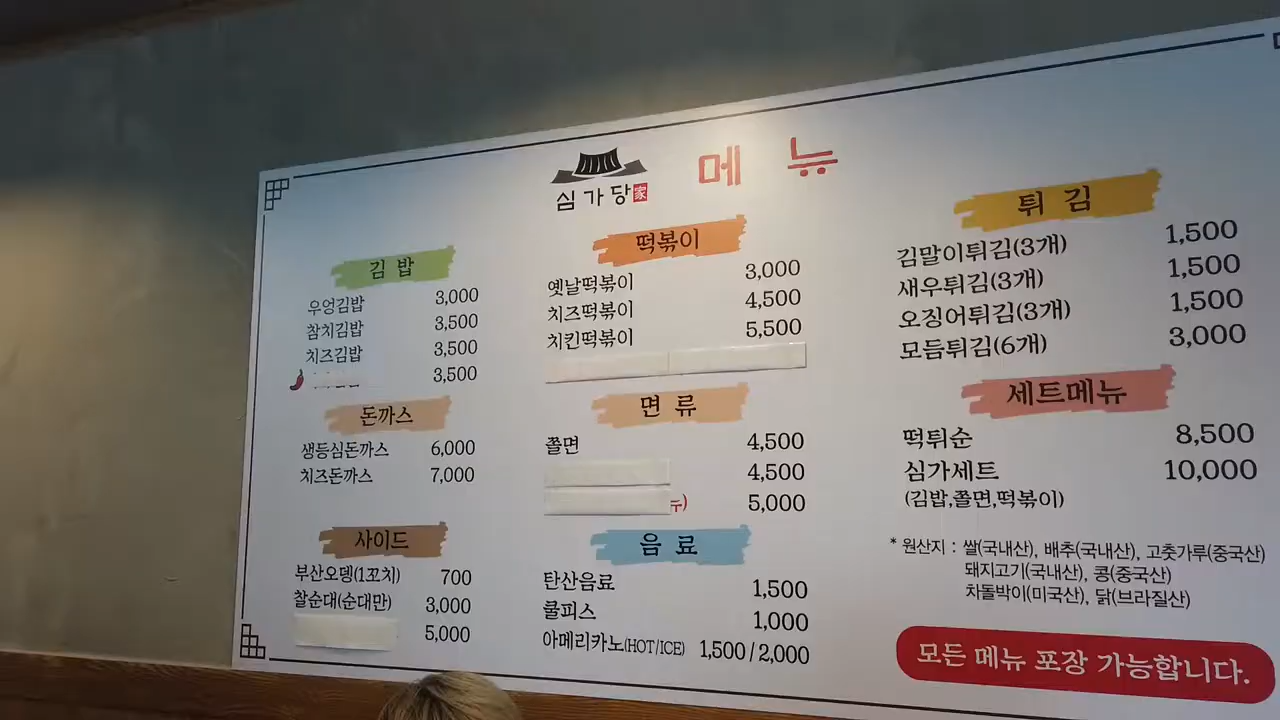 심가당家
메 뉴
김 밥
우엉김밥 3,000
참치김밥 3,500
치즈김밥 3,500
3,500
돈까스
생등심돈까스 6,000
치즈돈까스 7,000
사이드
부산오뎅(1꼬치) 700
찰순대(순대만) 3,000
5,000
떡볶이
옛날떡볶이 3,000
치즈떡볶이 4,500
치킨떡볶이 5,500
면 류
쫄면 4,500
4,500
5,000
음 료
탄산음료 1,500
쿨피스 1,000
아메리카노(HOT/ICE) 1,500 / 2,000
튀 김
김말이튀김(3개) 1,500
새우튀김(3개) 1,500
오징어튀김(3개) 1,500
모듬튀김(6개) 3,000
세트메뉴
떡튀순 8,500
심가세트 10,000
(김밥,쫄면,떡볶이)
* 원산지 : 쌀(국내산), 배추(국내산), 고춧가루(중국산)
돼지고기(국내산), 콩(중국산)
차돌박이(미국산), 닭(브라질산)
모든 메뉴 포장 가능합니다.